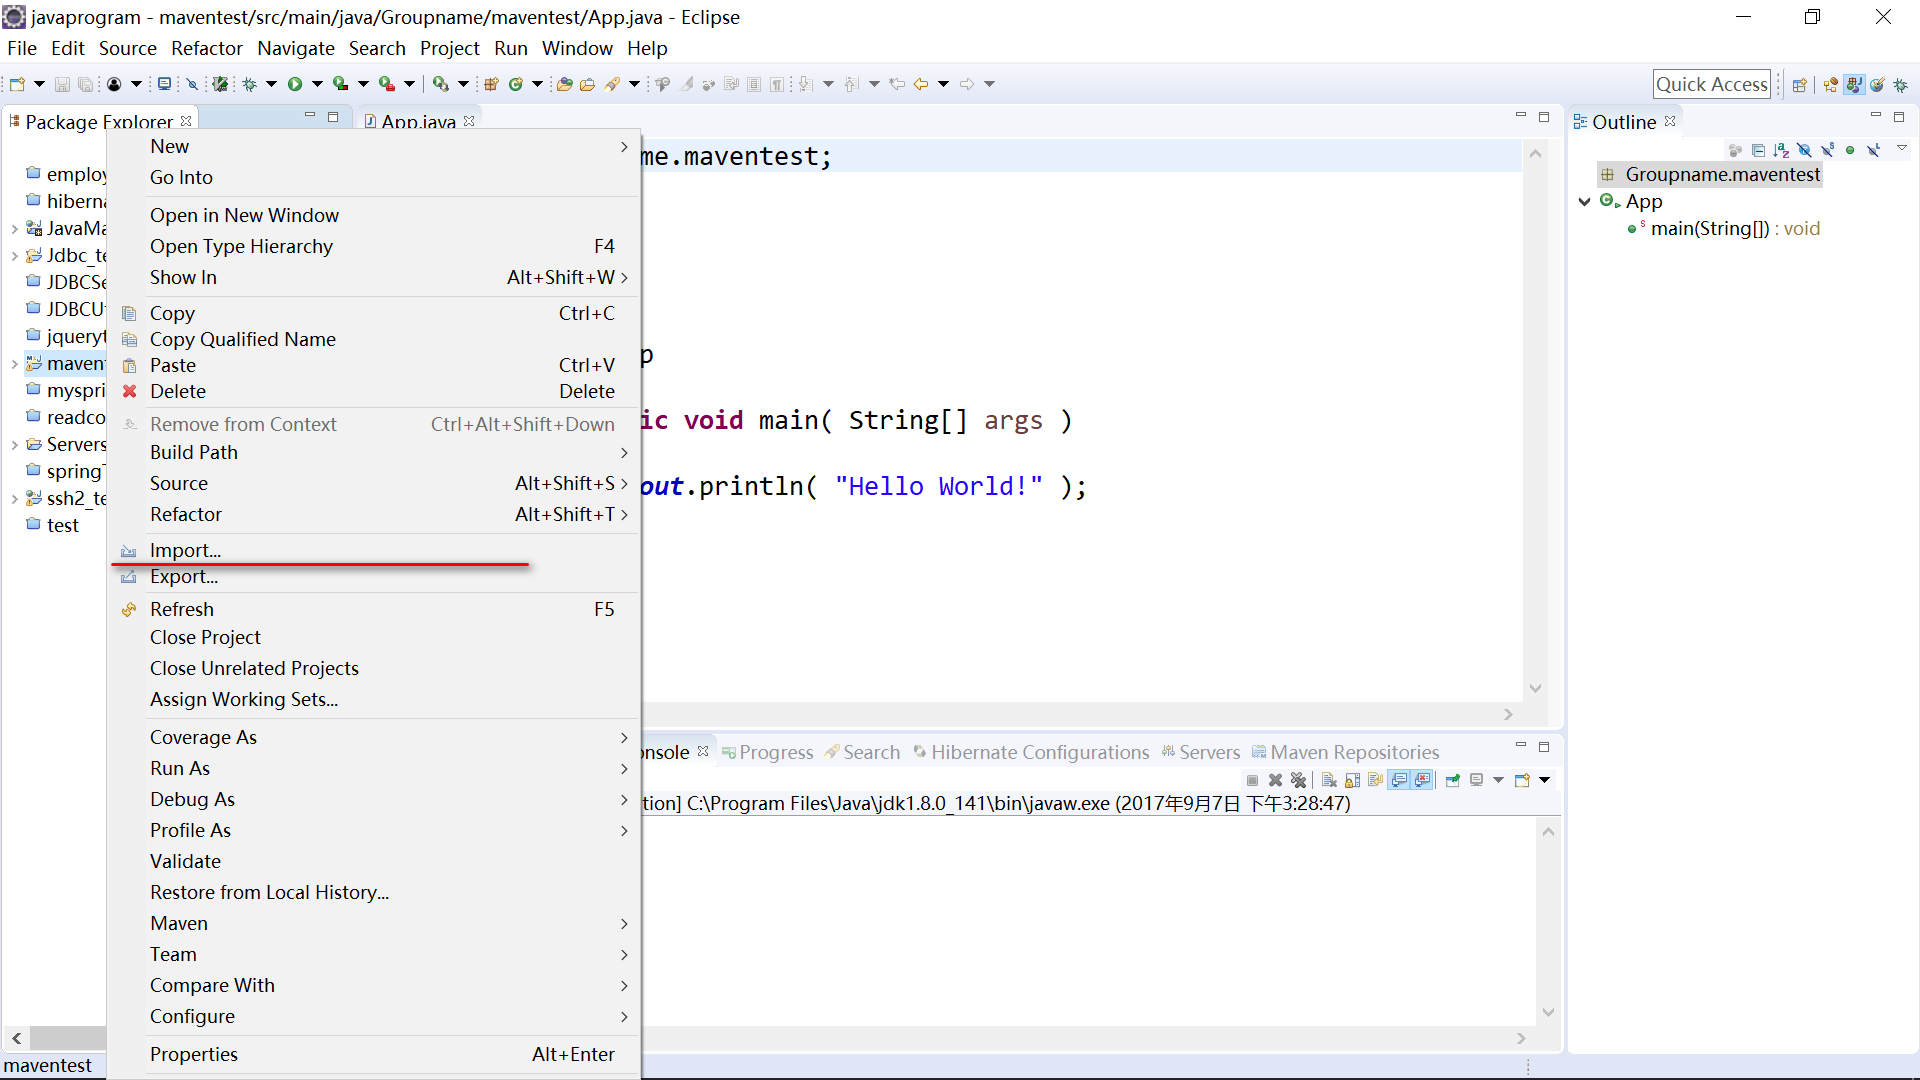 javaprogram - maventest/src/main/java/Groupname/maventest/App.java - Eclipse
File Edit Source Refactor Navigate Search Project Run Window Help
Quick Access
Package Explorer
App.java
Outline
employ
hiberna
JavaMa
Jdbc_te
JDBCSe
JDBCU
jqueryt
maven
myspri
readco
Servers
spring
ssh2_te
test
New
Go Into
Open in New Window
Open Type Hierarchy F4
Show In Alt+Shift+W
Copy Ctrl+C
Copy Qualified Name
Paste Ctrl+V
Delete Delete
Remove from Context Ctrl+Alt+Shift+Down
Build Path
Source Alt+Shift+S
Refactor Alt+Shift+T
Import...
Export...
Refresh F5
Close Project
Close Unrelated Projects
Assign Working Sets...
Coverage As
Run As
Debug As
Profile As
Validate
Restore from Local History...
Maven
Team
Compare With
Configure
Properties Alt+Enter
me.maventest;
p
ic void main( String[] args )
out.println( "Hello World!" );
Groupname.maventest
App
main(String[]) : void
onsole Progress Search Hibernate Configurations Servers Maven Repositories
tion] C:\Program Files\Java\jdk1.8.0_141\bin\javaw.exe (2017年9月7日 下午3:28:47)
maventest